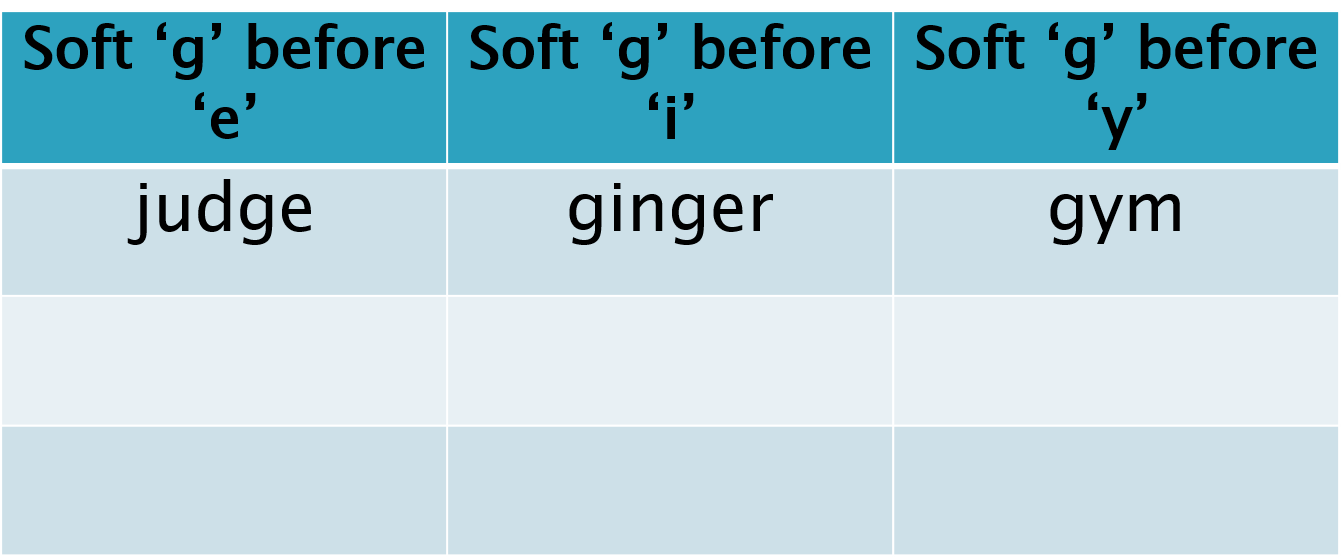 Soft ‘g’ before
‘e’
Soft ‘g’ before
‘i’
Soft ‘g’ before
‘y’
judge
ginger
gym